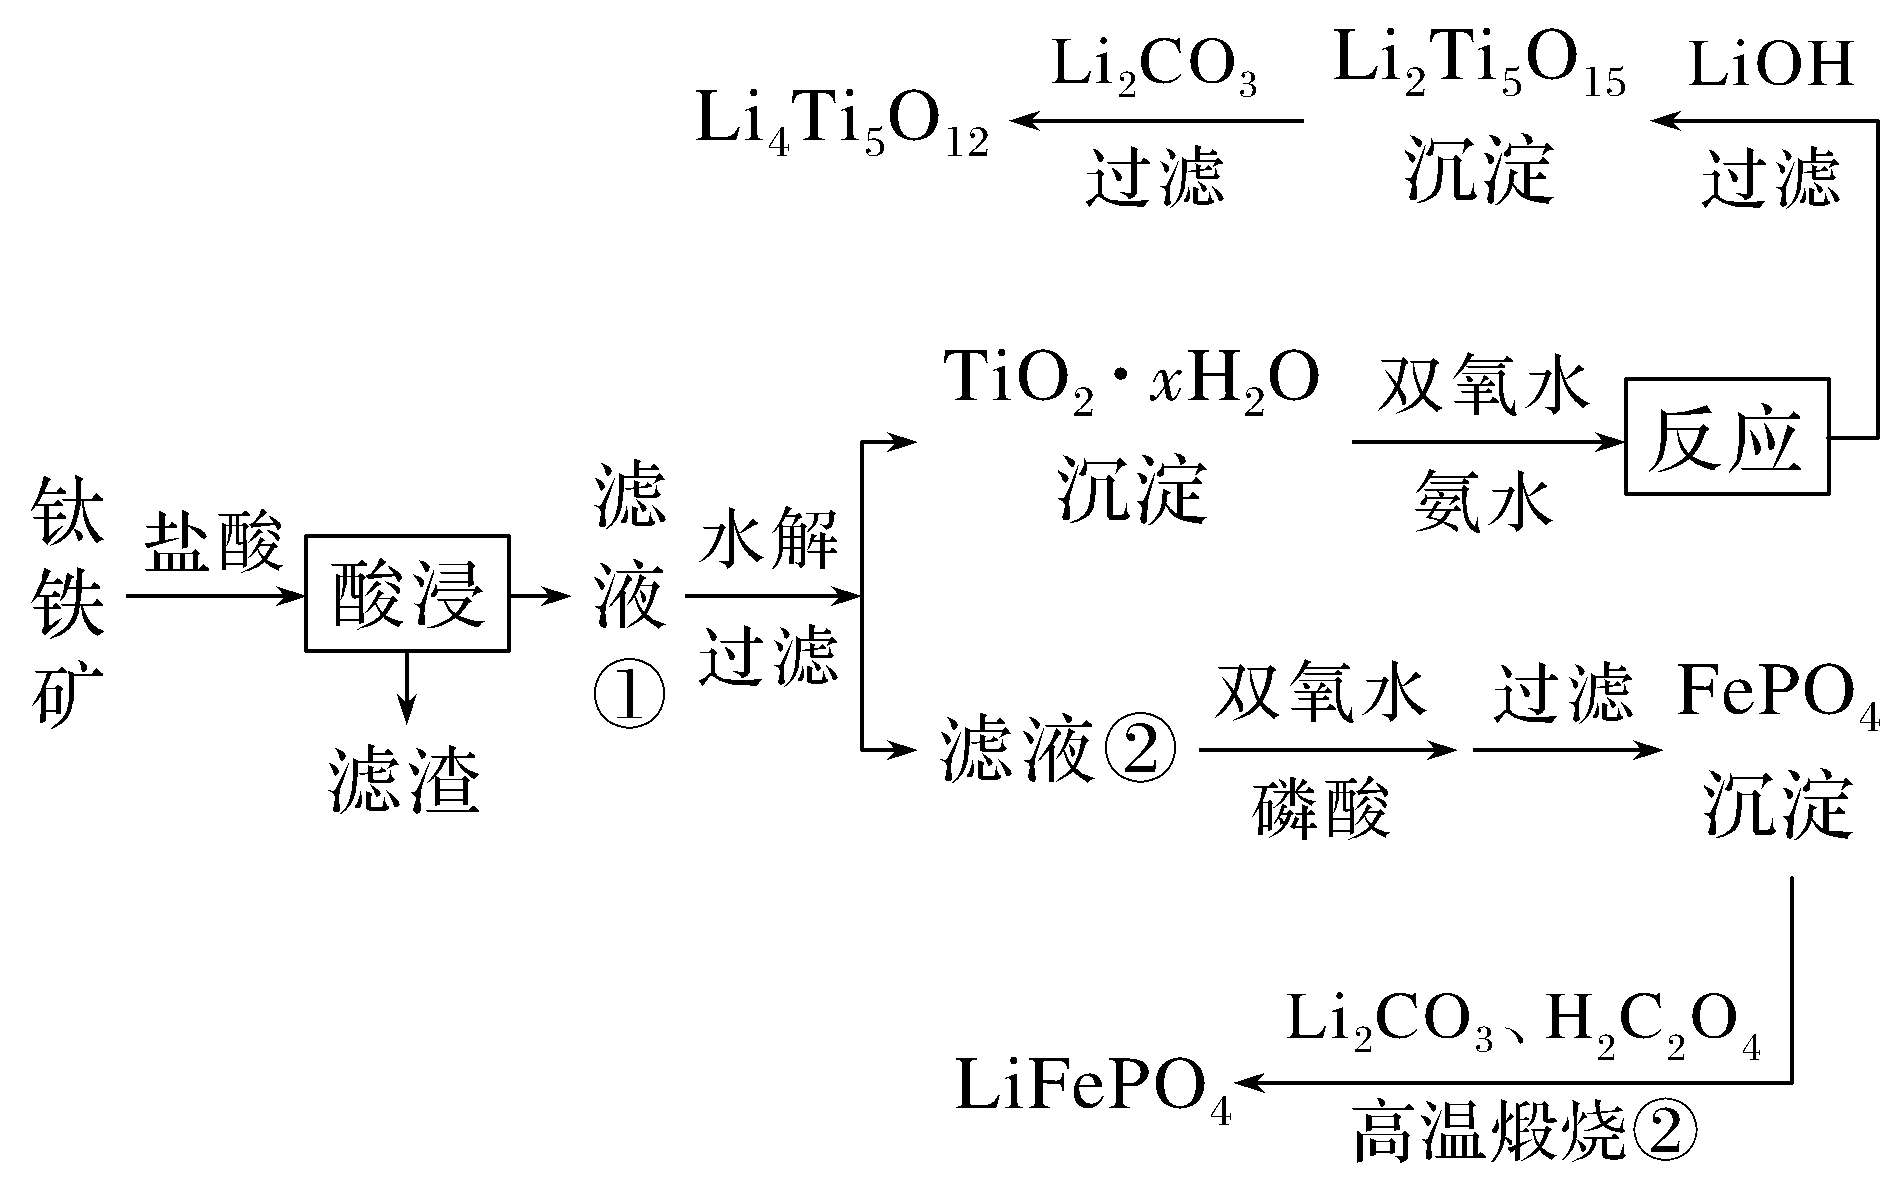 Li₄Ti₅O₁₂
Li₂CO₃
过滤
Li₂Ti₅O₁₅
沉淀
LiOH
过滤
钛铁矿
盐酸
酸浸
滤渣
滤液①
水解
过滤
TiO₂·xH₂O
沉淀
双氧水
氨水
反应
滤液②
双氧水
磷酸
过滤
FePO₄
沉淀
Li₂CO₃、H₂C₂O₄
高温煅烧②
LiFePO₄